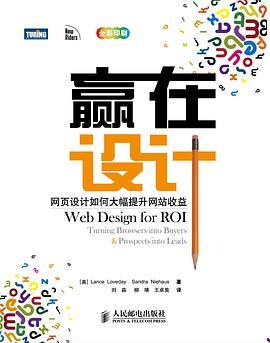 TURING
New Riders
全彩印刷
赢在
设计
网页设计如何大幅提升网站收益
Web Design for ROI
Turning Browsers into Buyers
& Prospects into Leads
[美] Lance Loveday Sandra Niehaus 著
刘淼 柳靖 王卓昊 译
人民邮电出版社
POSTS & TELECOM PRESS